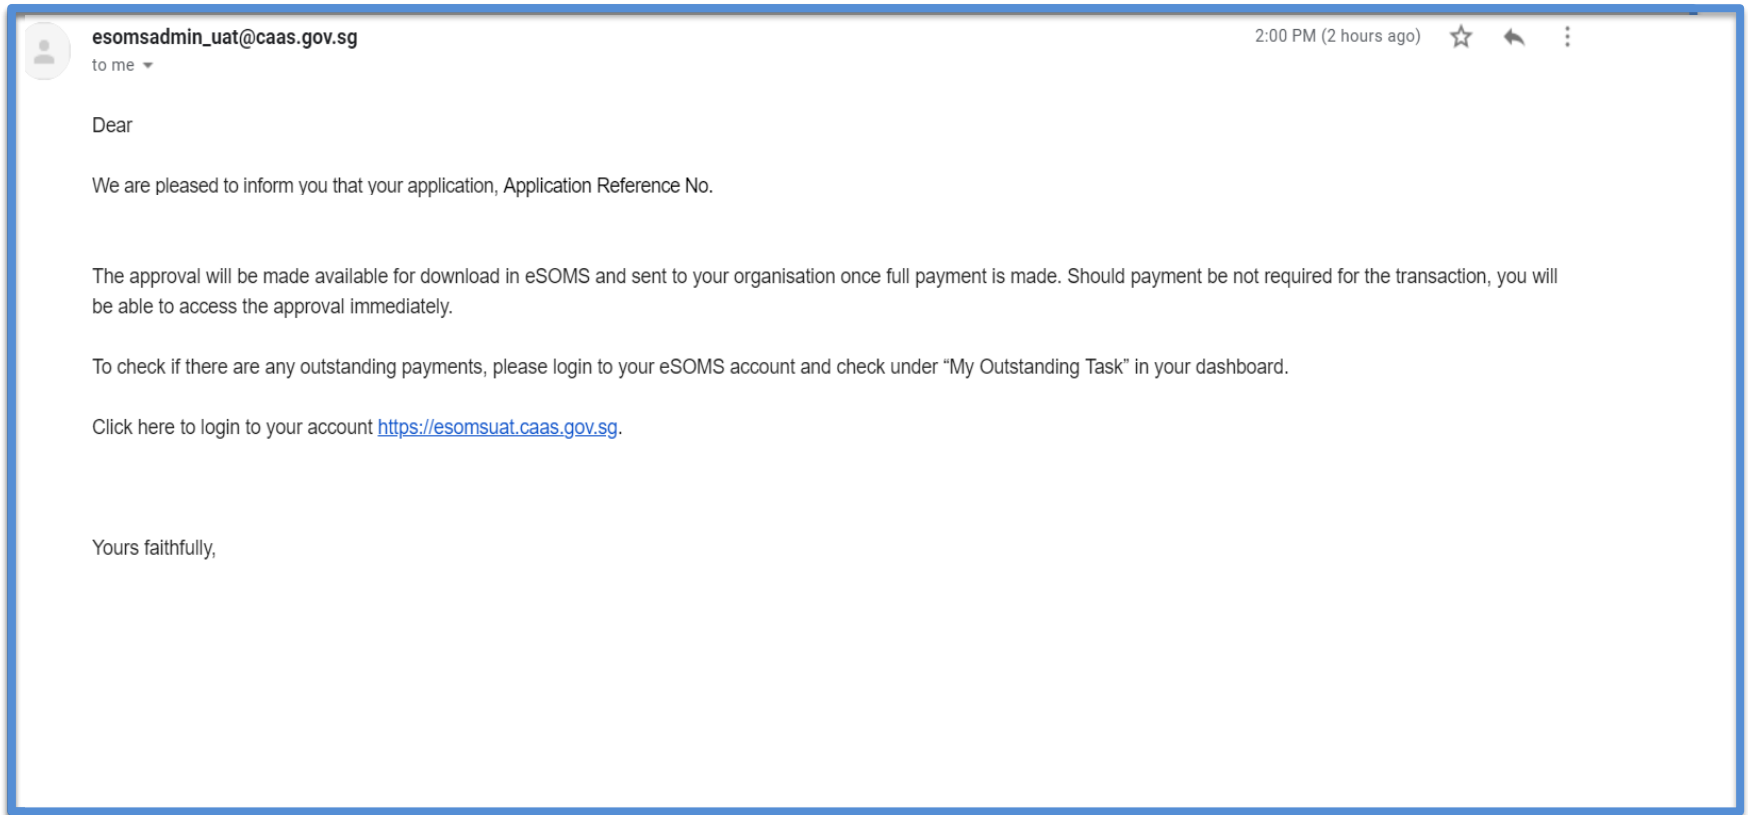 esomsadmin_uat@caas.gov.sg
2:00 PM (2 hours ago)
to me
Dear
We are pleased to inform you that your application, Application Reference No.
The approval will be made available for download in eSOMS and sent to your organisation once full payment is made. Should payment be not required for the transaction, you will
be able to access the approval immediately.
To check if there are any outstanding payments, please login to your eSOMS account and check under “My Outstanding Task” in your dashboard.
Click here to login to your account https://esomsuat.caas.gov.sg.
Yours faithfully,